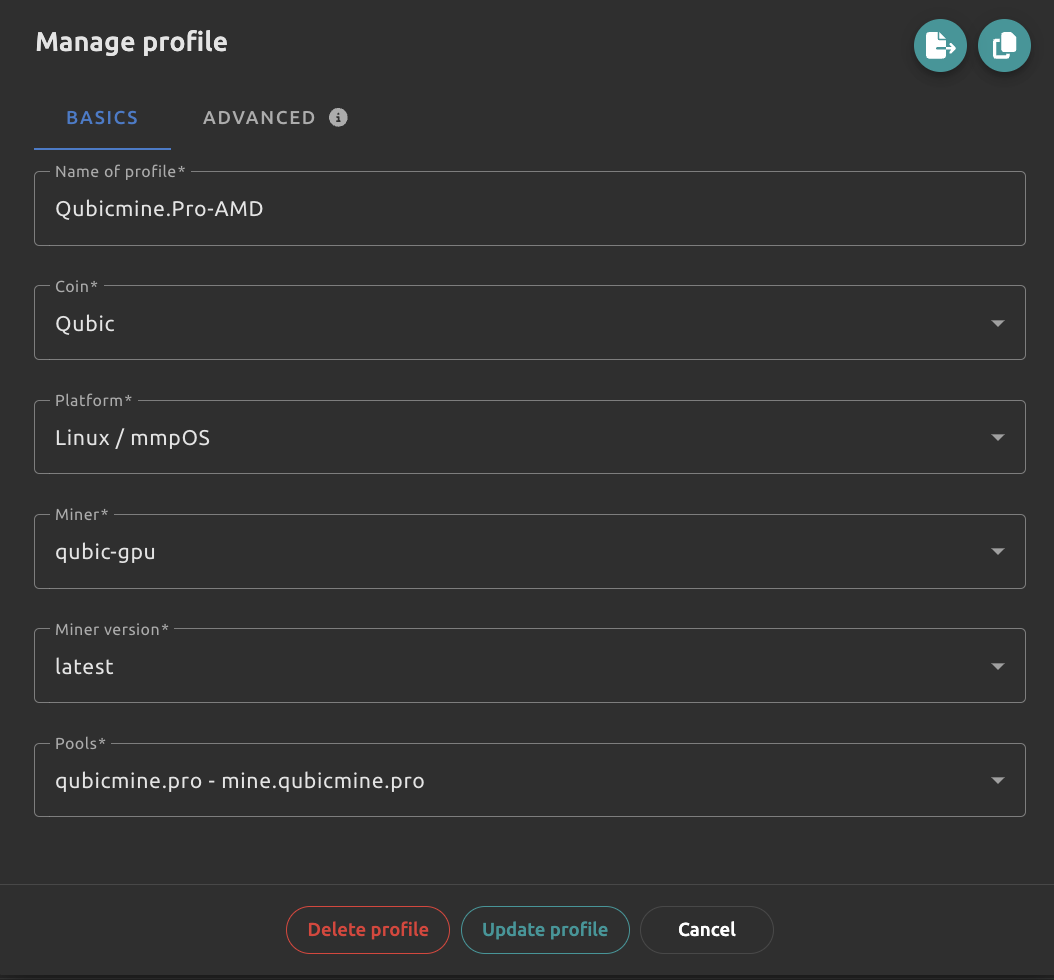 Manage profile
BASICS
ADVANCED
Name of profile*
Qubicmine.Pro-AMD
Coin*
Qubic
Platform*
Linux / mmpOS
Miner*
qubic-gpu
Miner version*
latest
Pools*
qubicmine.pro - mine.qubicmine.pro
Delete profile
Update profile
Cancel